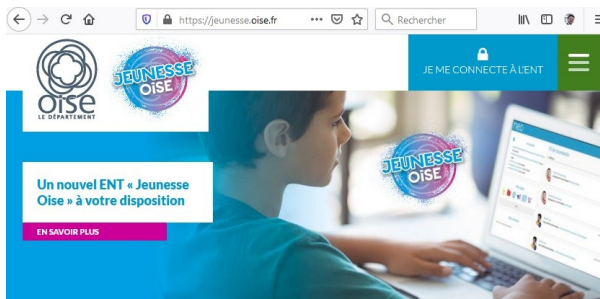 https://jeunesse.oise.fr
Rechercher
OISE
LE DÉPARTEMENT
JEUNESSE
OiSE
JE ME CONNECTE À L'ENT
JEUNESSE
OiSE
Un nouvel ENT « Jeunesse
Oise » à votre disposition
EN SAVOIR PLUS